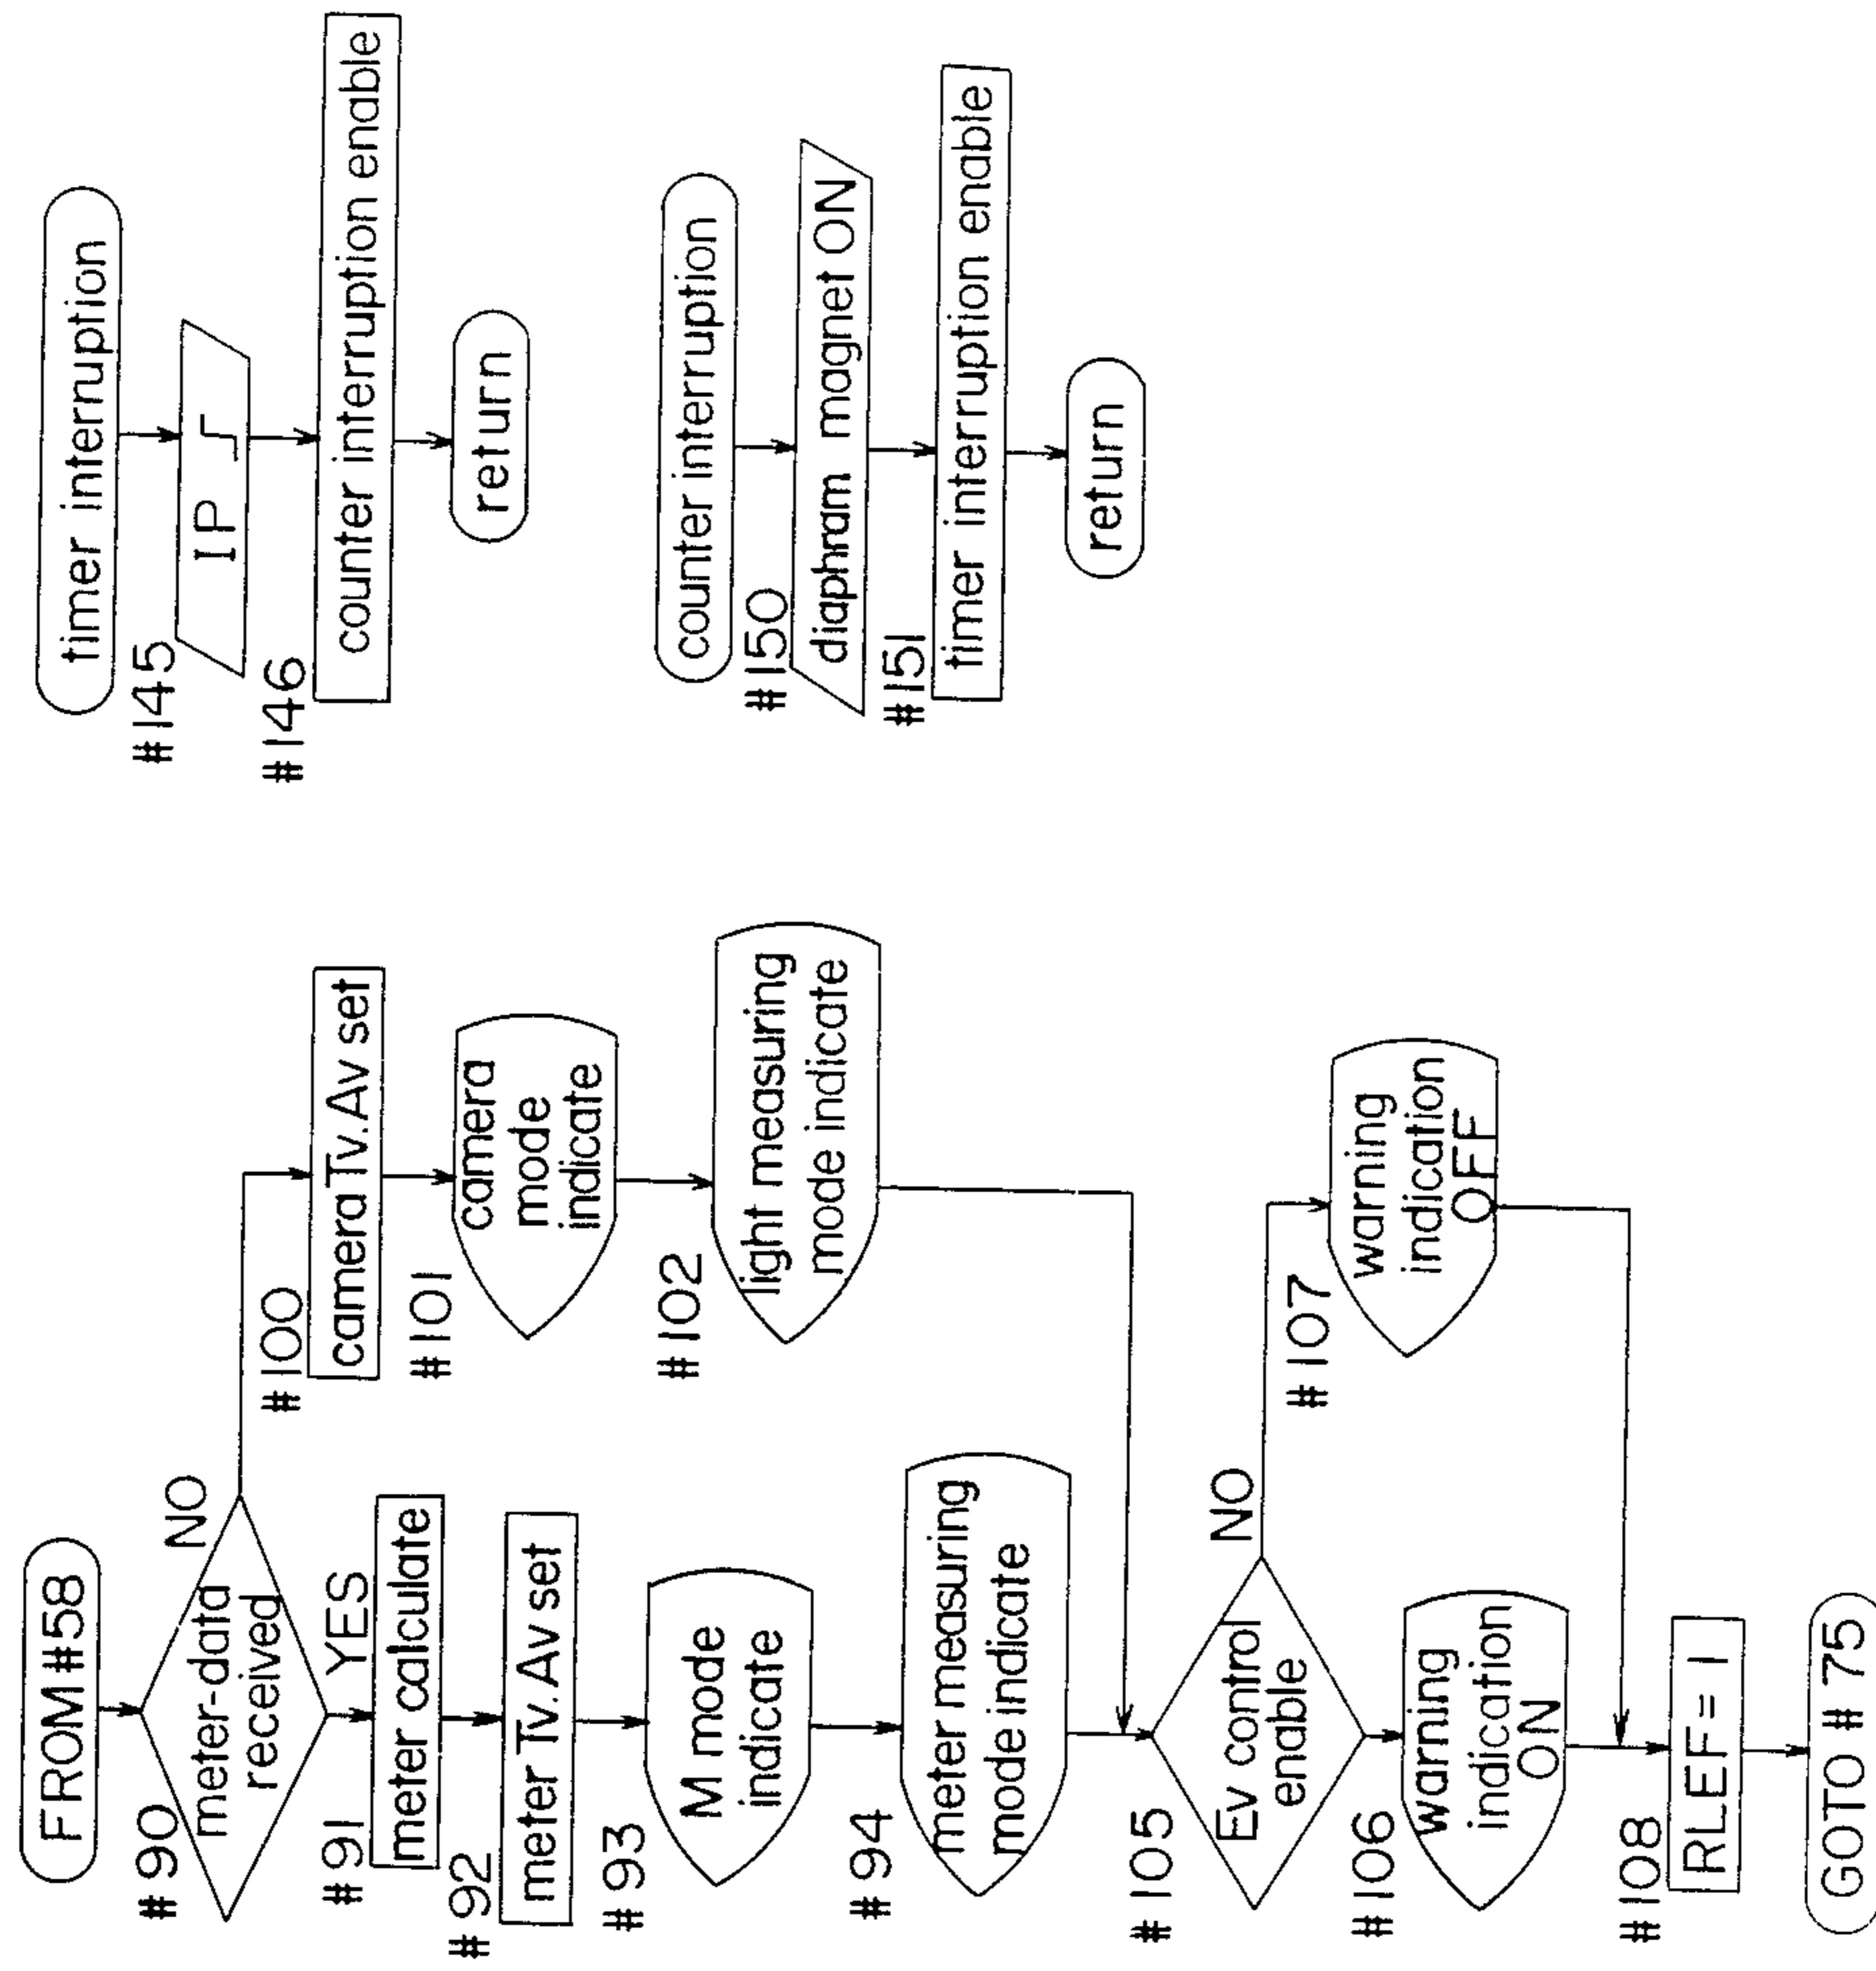 FROM #58
#90
meter-data
received
NO
YES
#91
meter calculate
#92
meter Tv.Av set
#93
M mode
indicate
#94
meter measuring
mode indicate
#100
camera Tv.Av set
#101
camera
mode
indicate
#102
light measuring
mode indicate
#105
Ev control
enable
NO
#106
warning
indication
ON
#107
warning
indication
OFF
#108
RLEF=1
GOTO #75
timer interruption
#145
IP
#146
counter interruption enable
return
counter interruption
#150
diaphram magnet ON
#151
timer interruption enable
return